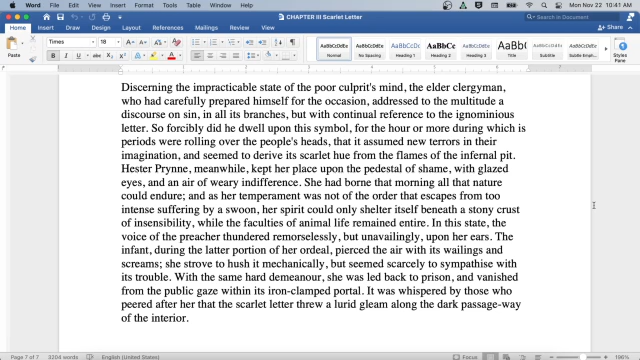 Word File Edit View Insert Format Tools Table Window Help
Mon Nov 22 10:41 AM
CHAPTER III Scarlet Letter
Search in Document
Home Insert Draw Design Layout References Mailings Review View
Share
Paste
Times 18
AaBbCcDdEe AaBbCcDdEe AaBbCcDc AaBbCcDdEe
Normal No Spacing Heading 1 Heading 2 Heading 3 Title Subtitle Subtle Emph...
Styles Pane
Discerning the impracticable state of the poor culprit's mind, the elder clergyman,
who had carefully prepared himself for the occasion, addressed to the multitude a
discourse on sin, in all its branches, but with continual reference to the ignominious
letter. So forcibly did he dwell upon this symbol, for the hour or more during which is
periods were rolling over the people's heads, that it assumed new terrors in their
imagination, and seemed to derive its scarlet hue from the flames of the infernal pit.
Hester Prynne, meanwhile, kept her place upon the pedestal of shame, with glazed
eyes, and an air of weary indifference. She had borne that morning all that nature
could endure; and as her temperament was not of the order that escapes from too
intense suffering by a swoon, her spirit could only shelter itself beneath a stony crust
of insensibility, while the faculties of animal life remained entire. In this state, the
voice of the preacher thundered remorselessly, but unavailingly, upon her ears. The
infant, during the latter portion of her ordeal, pierced the air with its wailings and
screams; she strove to hush it mechanically, but seemed scarcely to sympathise with
its trouble. With the same hard demeanour, she was led back to prison, and vanished
from the public gaze within its iron-clamped portal. It was whispered by those who
peered after her that the scarlet letter threw a lurid gleam along the dark passage-way
of the interior.
Page 7 of 7 3204 words English (United States) Focus 196%